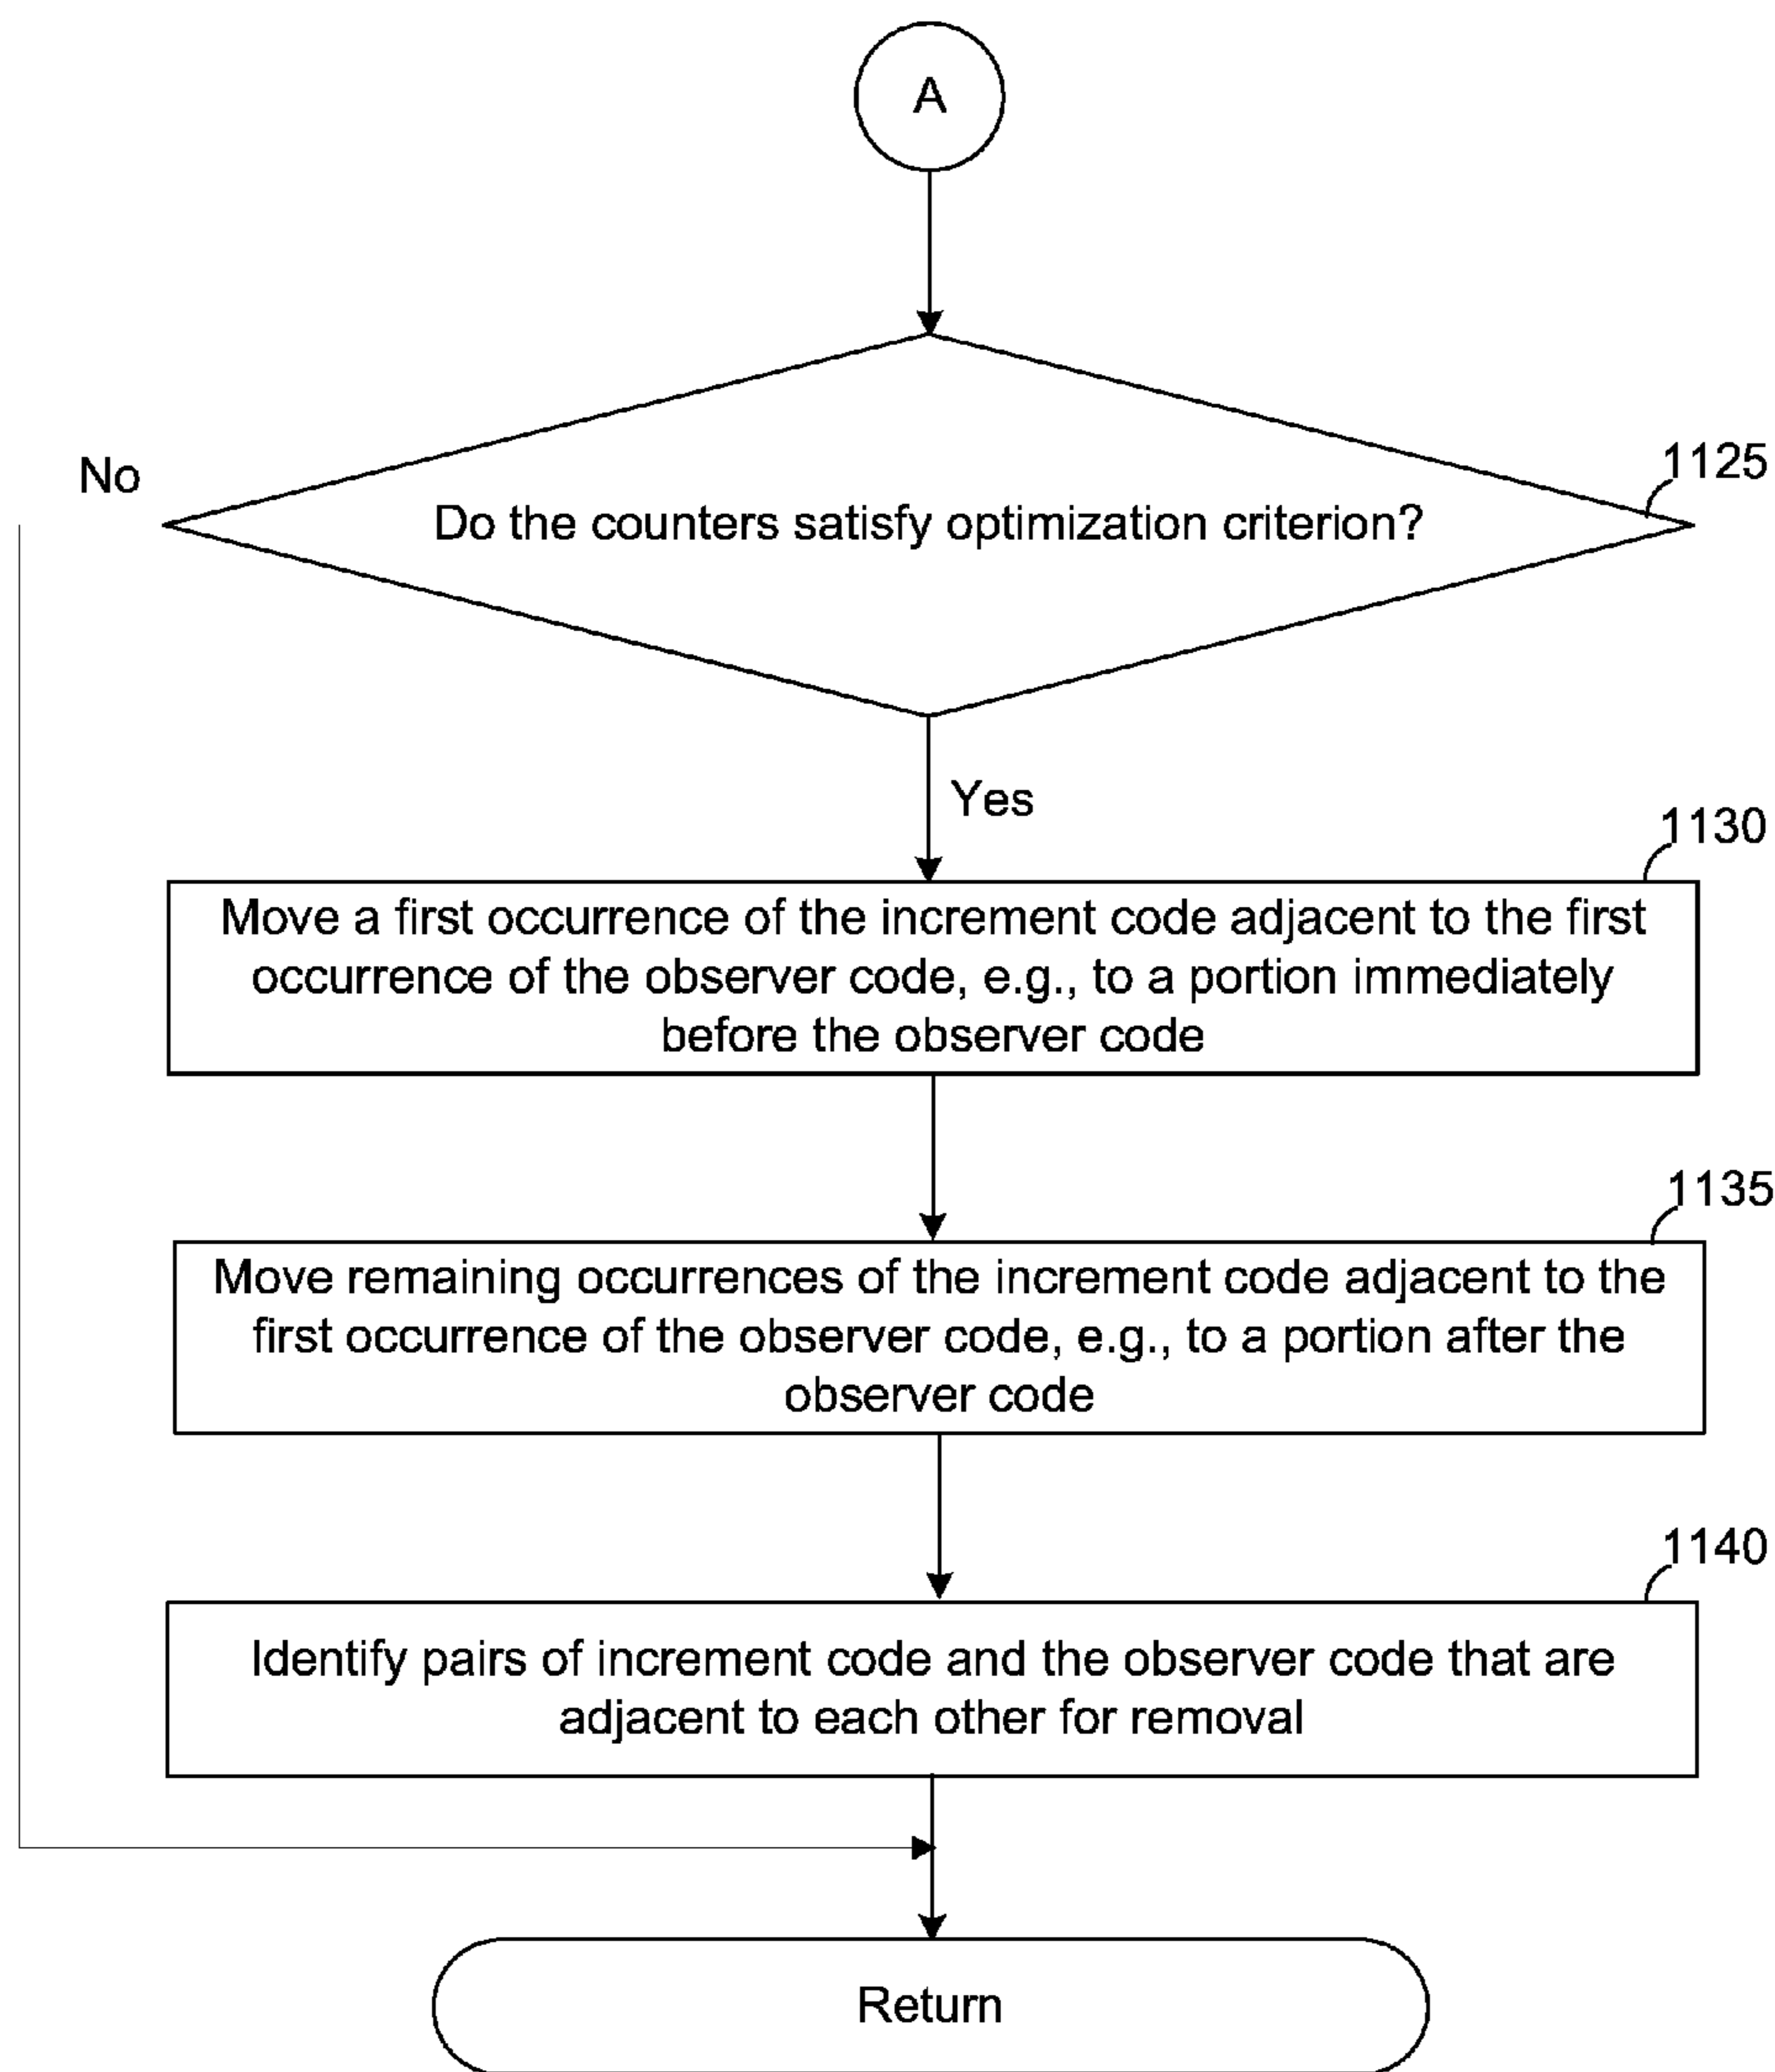 A
No
1125
Do the counters satisfy optimization criterion?
Yes
1130
Move a first occurrence of the increment code adjacent to the first
occurrence of the observer code, e.g., to a portion immediately
before the observer code
1135
Move remaining occurrences of the increment code adjacent to the
first occurrence of the observer code, e.g., to a portion after the
observer code
1140
Identify pairs of increment code and the observer code that are
adjacent to each other for removal
Return